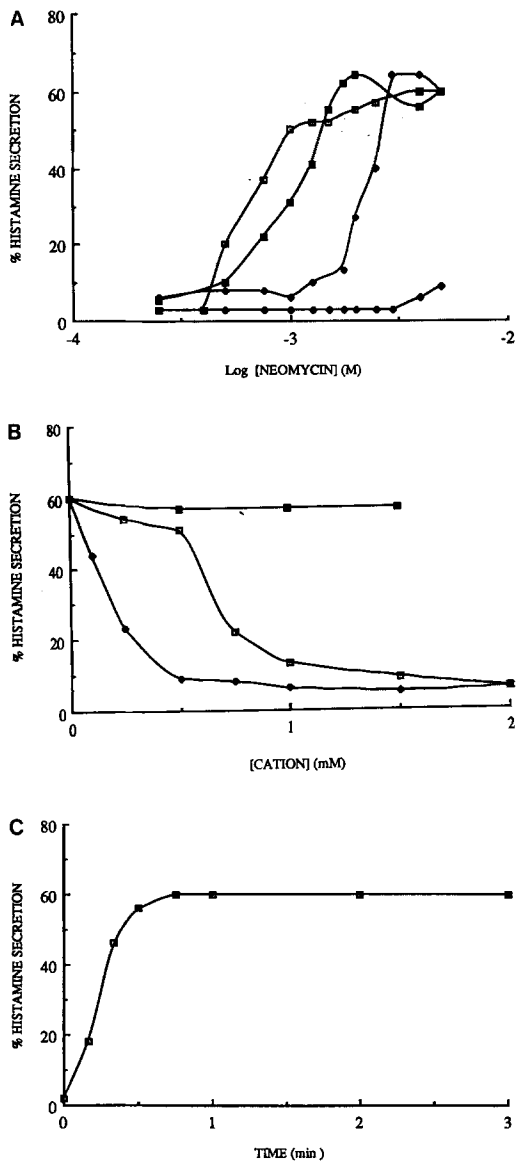 A
80
60
40
20
0
% HISTAMINE SECRETION
-4
-3
-2
Log [NEOMYCIN] (M)
B
80
60
40
20
0
% HISTAMINE SECRETION
0
1
2
[CATION] (mM)
C
80
60
40
20
0
% HISTAMINE SECRETION
0
1
2
3
TIME (min )